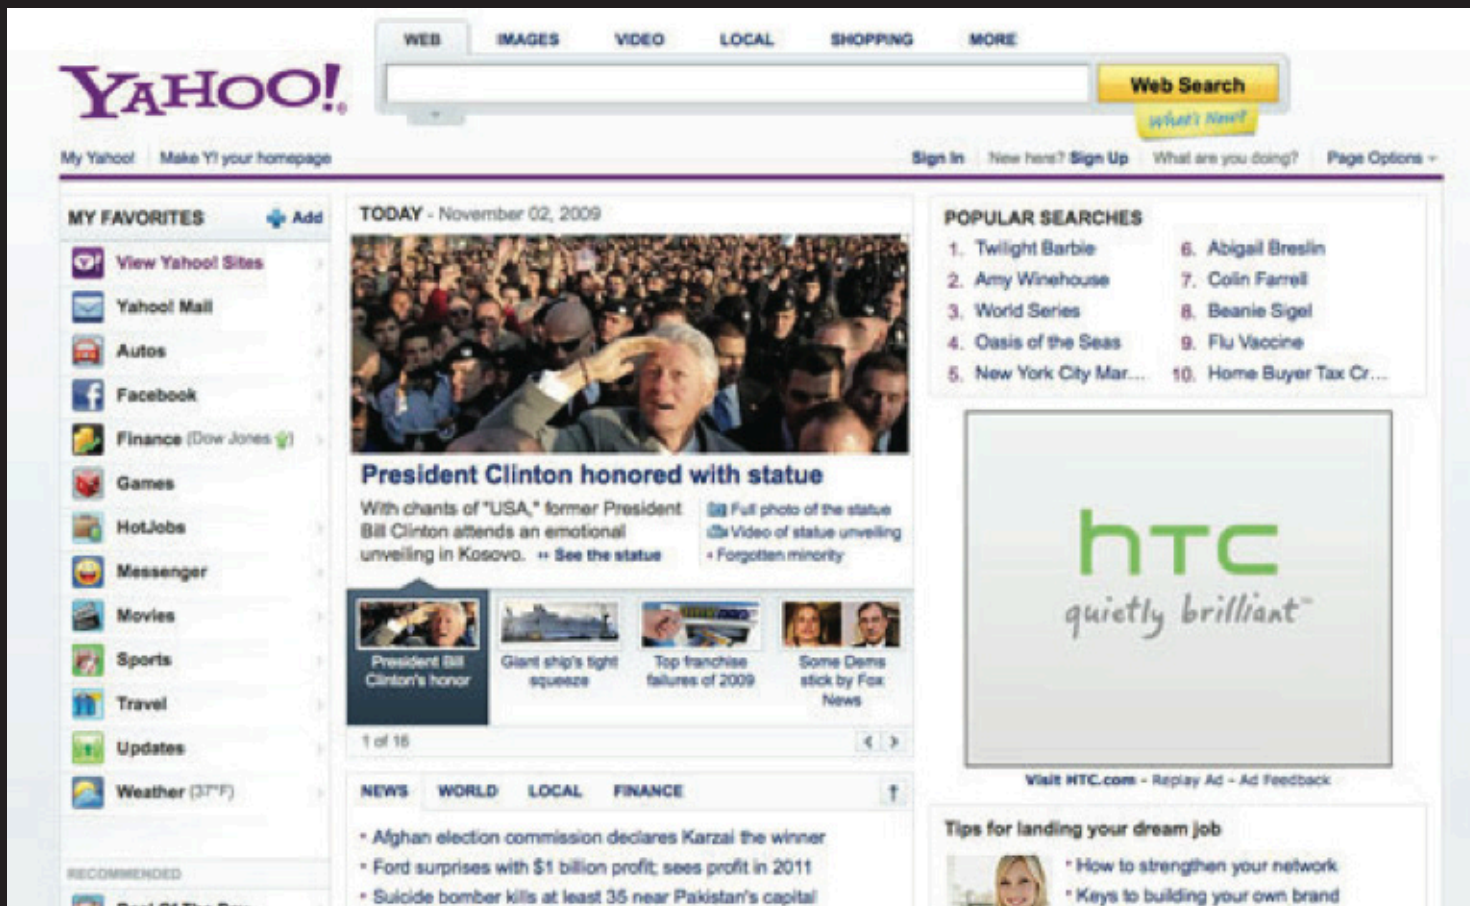 WEB IMAGES VIDEO LOCAL SHOPPING MORE
YAHOO!®
Web Search
What's New?
My Yahoo! Make Y! your homepage
Sign In New here? Sign Up What are you doing? Page Options
MY FAVORITES Add
View Yahoo! Sites
Yahoo! Mail
Autos
Facebook
Finance (Dow Jones)
Games
HotJobs
Messenger
Movies
Sports
Travel
Updates
Weather (37°F)
RECOMMENDED
TODAY - November 02, 2009
President Clinton honored with statue
With chants of "USA," former President
Bill Clinton attends an emotional
unveiling in Kosovo. » See the statue
Full photo of the statue
Video of statue unveiling
• Forgotten minority
President Bill
Clinton's honor
Giant ship's tight
squeeze
Top franchise
failures of 2009
Some Dems
stick by Fox
News
1 of 16
NEWS WORLD LOCAL FINANCE
• Afghan election commission declares Karzai the winner
• Ford surprises with $1 billion profit; sees profit in 2011
• Suicide bomber kills at least 35 near Pakistan's capital
POPULAR SEARCHES
1. Twilight Barbie
2. Amy Winehouse
3. World Series
4. Oasis of the Seas
5. New York City Mar...
6. Abigail Breslin
7. Colin Farrell
8. Beanie Sigel
9. Flu Vaccine
10. Home Buyer Tax Cr...
hTC
quietly brilliant™
Visit HTC.com - Replay Ad - Ad Feedback
Tips for landing your dream job
• How to strengthen your network
• Keys to building your own brand